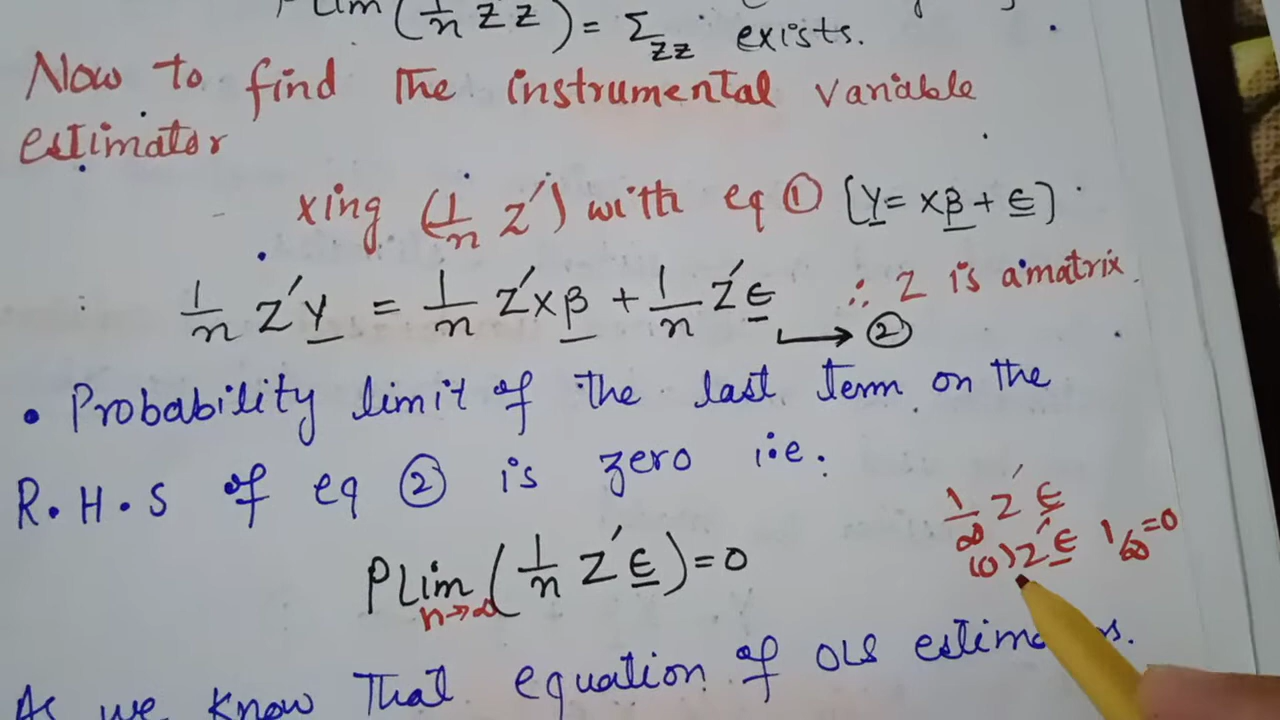 PLim (1/n Z'Z) = Σzz exists.
Now to find The instrumental variable
estimator
xing (1/n Z') with eq ① [Y = Xβ + ε]
1/n Z'Y = 1/n Z'Xβ + 1/n Z'ε ∴ Z is a matrix.
→ ②
• Probability limit of the last term on the
R.H.S of eq ② is zero i.e.
PLim n→∞ (1/n Z'ε) = 0
1/∞ Z'ε
(0) Z'ε 1/∞ = 0
As we know That equation of OLS